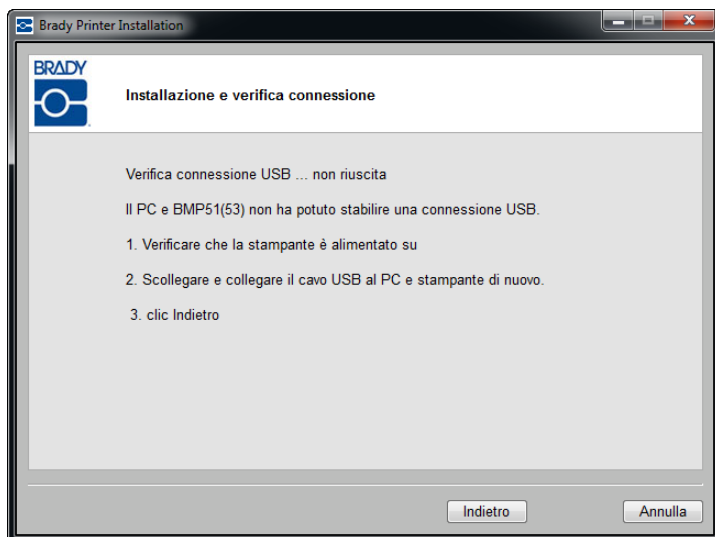 Brady Printer Installation
BRADY
Installazione e verifica connessione
Verifica connessione USB ... non riuscita
Il PC e BMP51(53) non ha potuto stabilire una connessione USB.
1. Verificare che la stampante è alimentato su
2. Scollegare e collegare il cavo USB al PC e stampante di nuovo.
3. clic Indietro
Indietro
Annulla